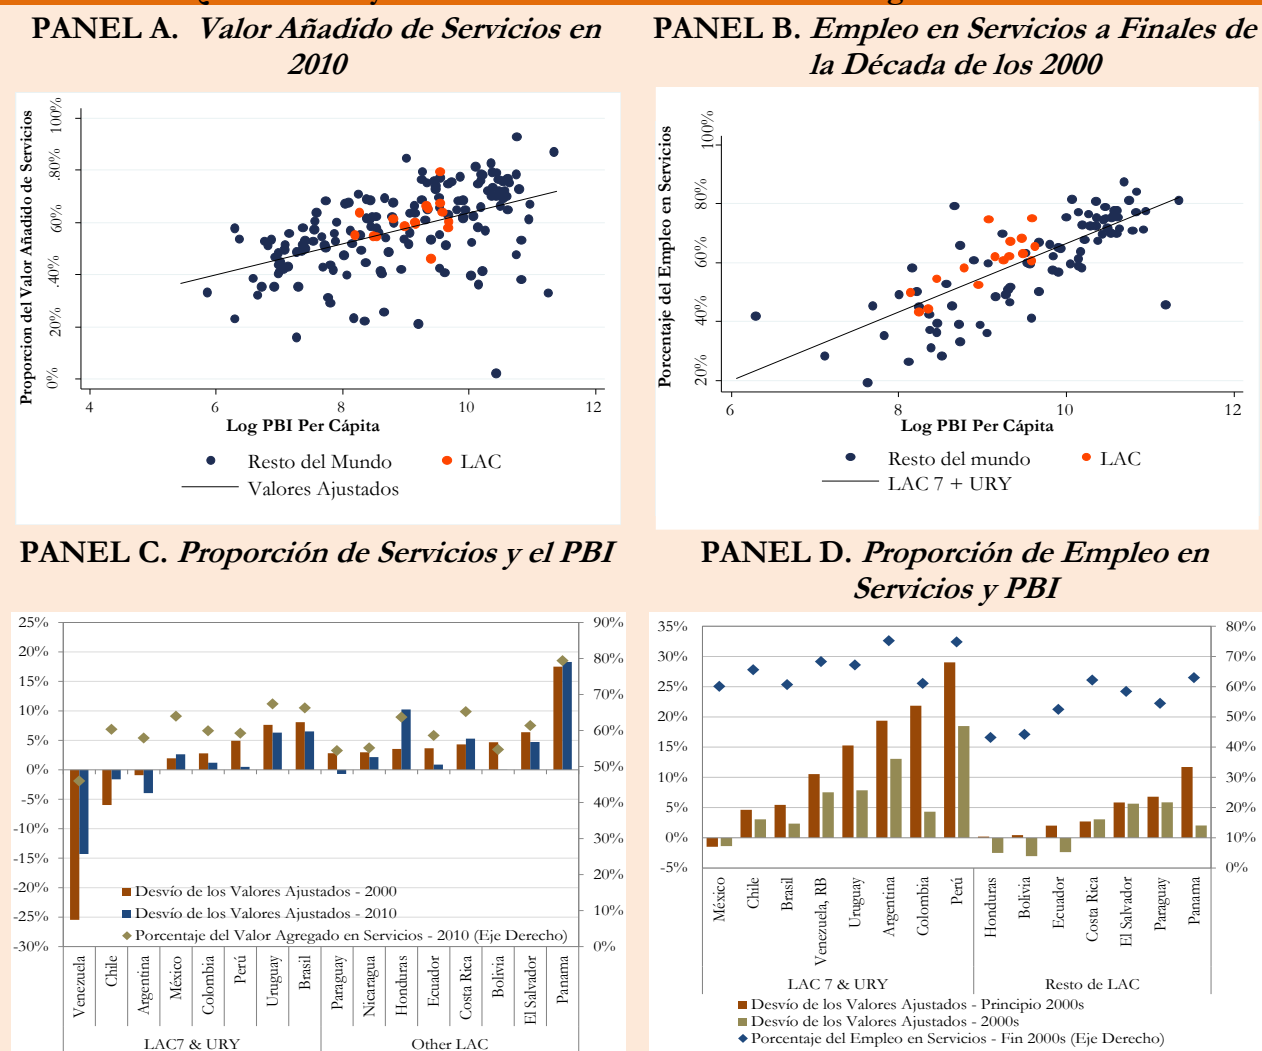 PANEL A. Valor Añadido de Servicios en
2010
100%
80%
60%
40%
20%
0%
Proporcion del Valor Añadido de Servicios
4
6
8
10
12
Log PBI Per Cápita
Resto del Mundo
LAC
Valores Ajustados
PANEL B. Empleo en Servicios a Finales de
la Década de los 2000
100%
80%
60%
40%
20%
Porcentaje del Empleo en Servicios
6
8
10
12
Log PBI Per Cápita
Resto del mundo
LAC
LAC 7 + URY
PANEL C. Proporción de Servicios y el PBI
25%
20%
15%
10%
5%
0%
-5%
-10%
-15%
-20%
-25%
-30%
90%
80%
70%
60%
50%
40%
30%
20%
10%
0%
Desvío de los Valores Ajustados - 2000
Desvío de los Valores Ajustados - 2010
Porcentaje del Valor Agregado en Servicios - 2010 (Eje Derecho)
Venezuela
Chile
Argentina
México
Colombia
Perú
Uruguay
Brasil
Paraguay
Nicaragua
Honduras
Ecuador
Costa Rica
Bolivia
El Salvador
Panama
LAC7 & URY
Other LAC
PANEL D. Proporción de Empleo en
Servicios y PBI
35%
30%
25%
20%
15%
10%
5%
0%
-5%
80%
70%
60%
50%
40%
30%
20%
10%
0%
México
Chile
Brasil
Venezuela, RB
Uruguay
Argentina
Colombia
Perú
Honduras
Bolivia
Ecuador
Costa Rica
El Salvador
Paraguay
Panama
LAC 7 & URY
Resto de LAC
Desvío de los Valores Ajustados - Principio 2000s
Desvío de los Valores Ajustados - 2000s
Porcentaje del Empleo en Servicios - Fin 2000s (Eje Derecho)